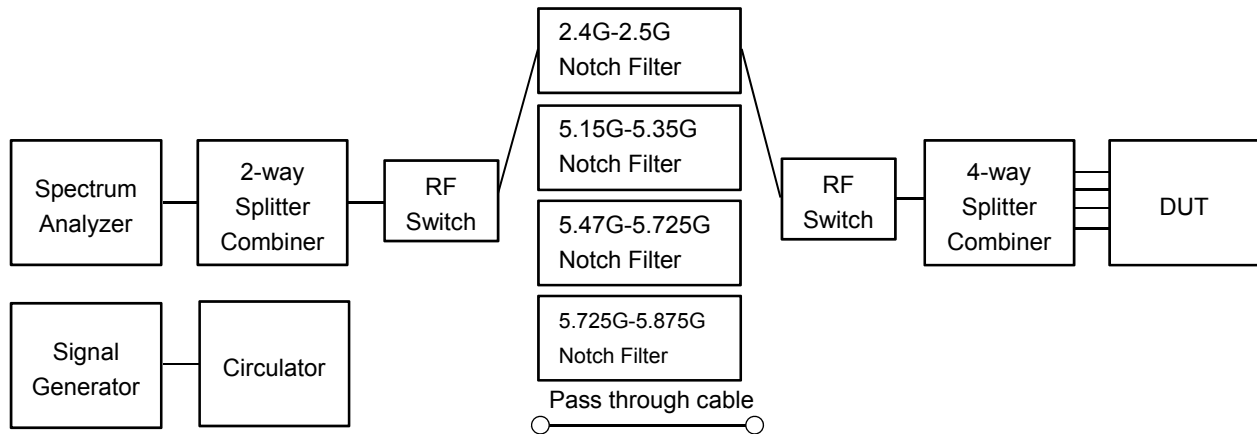 2.4G-2.5G
Notch Filter
5.15G-5.35G
Notch Filter
5.47G-5.725G
Notch Filter
5.725G-5.875G
Notch Filter
Pass through cable
Spectrum
Analyzer
2-way
Splitter
Combiner
RF
Switch
RF
Switch
4-way
Splitter
Combiner
DUT
Signal
Generator
Circulator